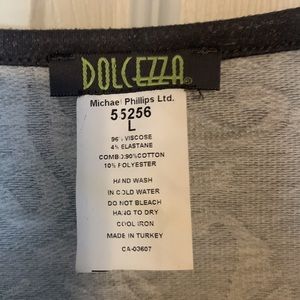 DOLCEZZA®
Michael Phillips Ltd.
55256
L
96% VISCOSE
4% ELASTANE
COMBO:90%COTTON
10% POLYESTER
HAND WASH
IN COLD WATER
DO NOT BLEACH
HANG TO DRY
COOL IRON
MADE IN TURKEY
CA-03607